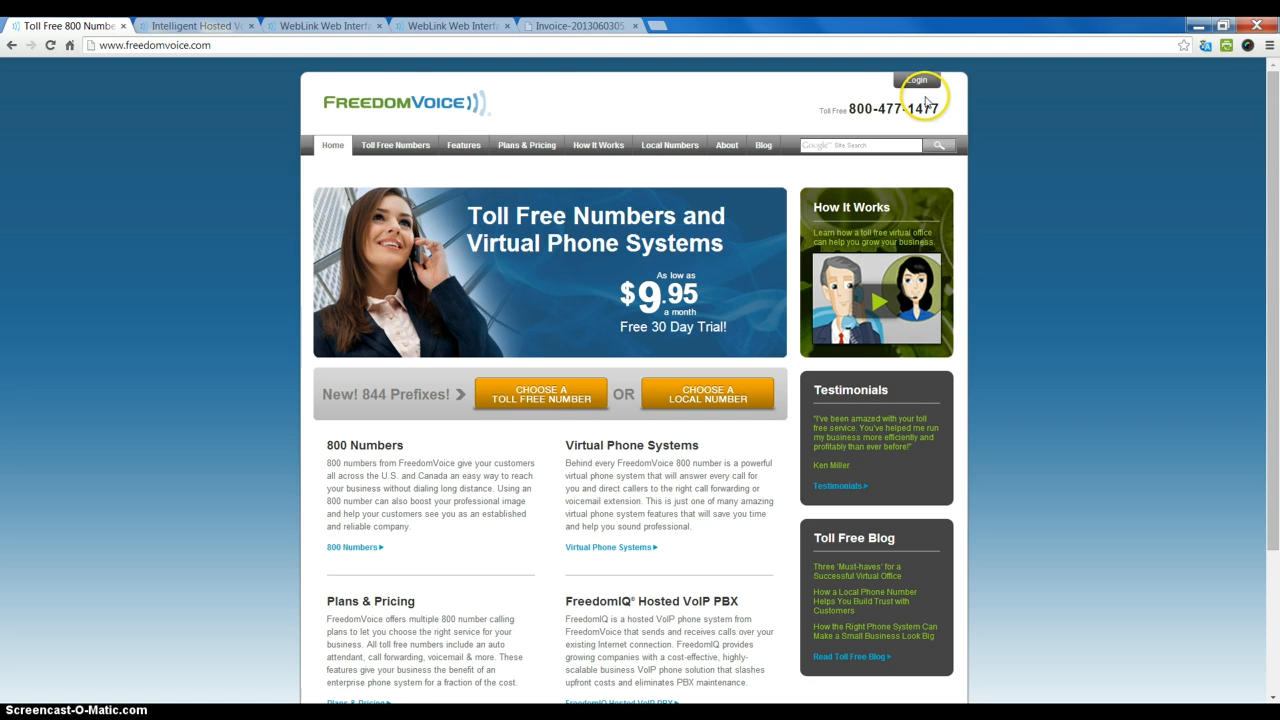 Toll Free 800 Numbe
Intelligent Hosted Vo
WebLink Web Interfa
WebLink Web Interfa
Invoice-2013060305
www.freedomvoice.com
Login
FREEDOMVOICE
Toll Free 800-477-1477
Home
Toll Free Numbers
Features
Plans & Pricing
How It Works
Local Numbers
About
Blog
Google Site Search
Toll Free Numbers and
Virtual Phone Systems
As low as
$9.95
a month
Free 30 Day Trial!
How It Works
Learn how a toll free virtual office
can help you grow your business.
New! 844 Prefixes!
CHOOSE A
TOLL FREE NUMBER
OR
CHOOSE A
LOCAL NUMBER
Testimonials
"I've been amazed with your toll
free service. You've helped me run
my business more efficiently and
profitably than ever before!"
Ken Miller
Testimonials
800 Numbers
800 numbers from FreedomVoice give your customers
all across the U.S. and Canada an easy way to reach
your business without dialing long distance. Using an
800 number can also boost your professional image
and help your customers see you as an established
and reliable company.
800 Numbers
Virtual Phone Systems
Behind every FreedomVoice 800 number is a powerful
virtual phone system that will answer every call for
you and direct callers to the right call forwarding or
voicemail extension. This is just one of many amazing
virtual phone system features that will save you time
and help you sound professional.
Virtual Phone Systems
Toll Free Blog
Three 'Must-haves' for a
Successful Virtual Office
How a Local Phone Number
Helps You Build Trust with
Customers
How the Right Phone System Can
Make a Small Business Look Big
Read Toll Free Blog
Plans & Pricing
FreedomVoice offers multiple 800 number calling
plans to let you choose the right service for your
business. All toll free numbers include an auto
attendant, call forwarding, voicemail & more. These
features give your business the benefit of an
enterprise phone system for a fraction of the cost.
Plans & Pricing
FreedomIQ® Hosted VoIP PBX
FreedomIQ is a hosted VoIP phone system from
FreedomVoice that sends and receives calls over your
existing Internet connection. FreedomIQ provides
growing companies with a cost-effective, highly-
scalable business VoIP phone solution that slashes
upfront costs and eliminates PBX maintenance.
FreedomIQ Hosted VoIP PBX
Screencast-O-Matic.com